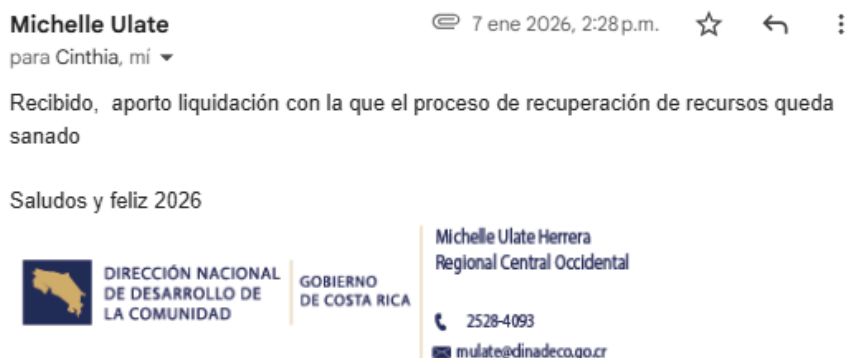 Michelle Ulate
7 ene 2026, 2:28 p.m.
para Cinthia, mí
Recibido, aporto liquidación con la que el proceso de recuperación de recursos queda
sanado
Saludos y feliz 2026
DIRECCIÓN NACIONAL
DE DESARROLLO DE
LA COMUNIDAD
GOBIERNO
DE COSTA RICA
Michelle Ulate Herrera
Regional Central Occidental
2528-4093
mulate@dinadeco.go.cr